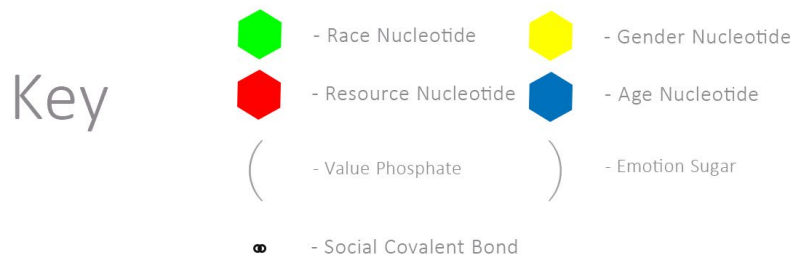 Key
- Race Nucleotide
- Gender Nucleotide
- Resource Nucleotide
- Age Nucleotide
- Value Phosphate
- Emotion Sugar
- Social Covalent Bond